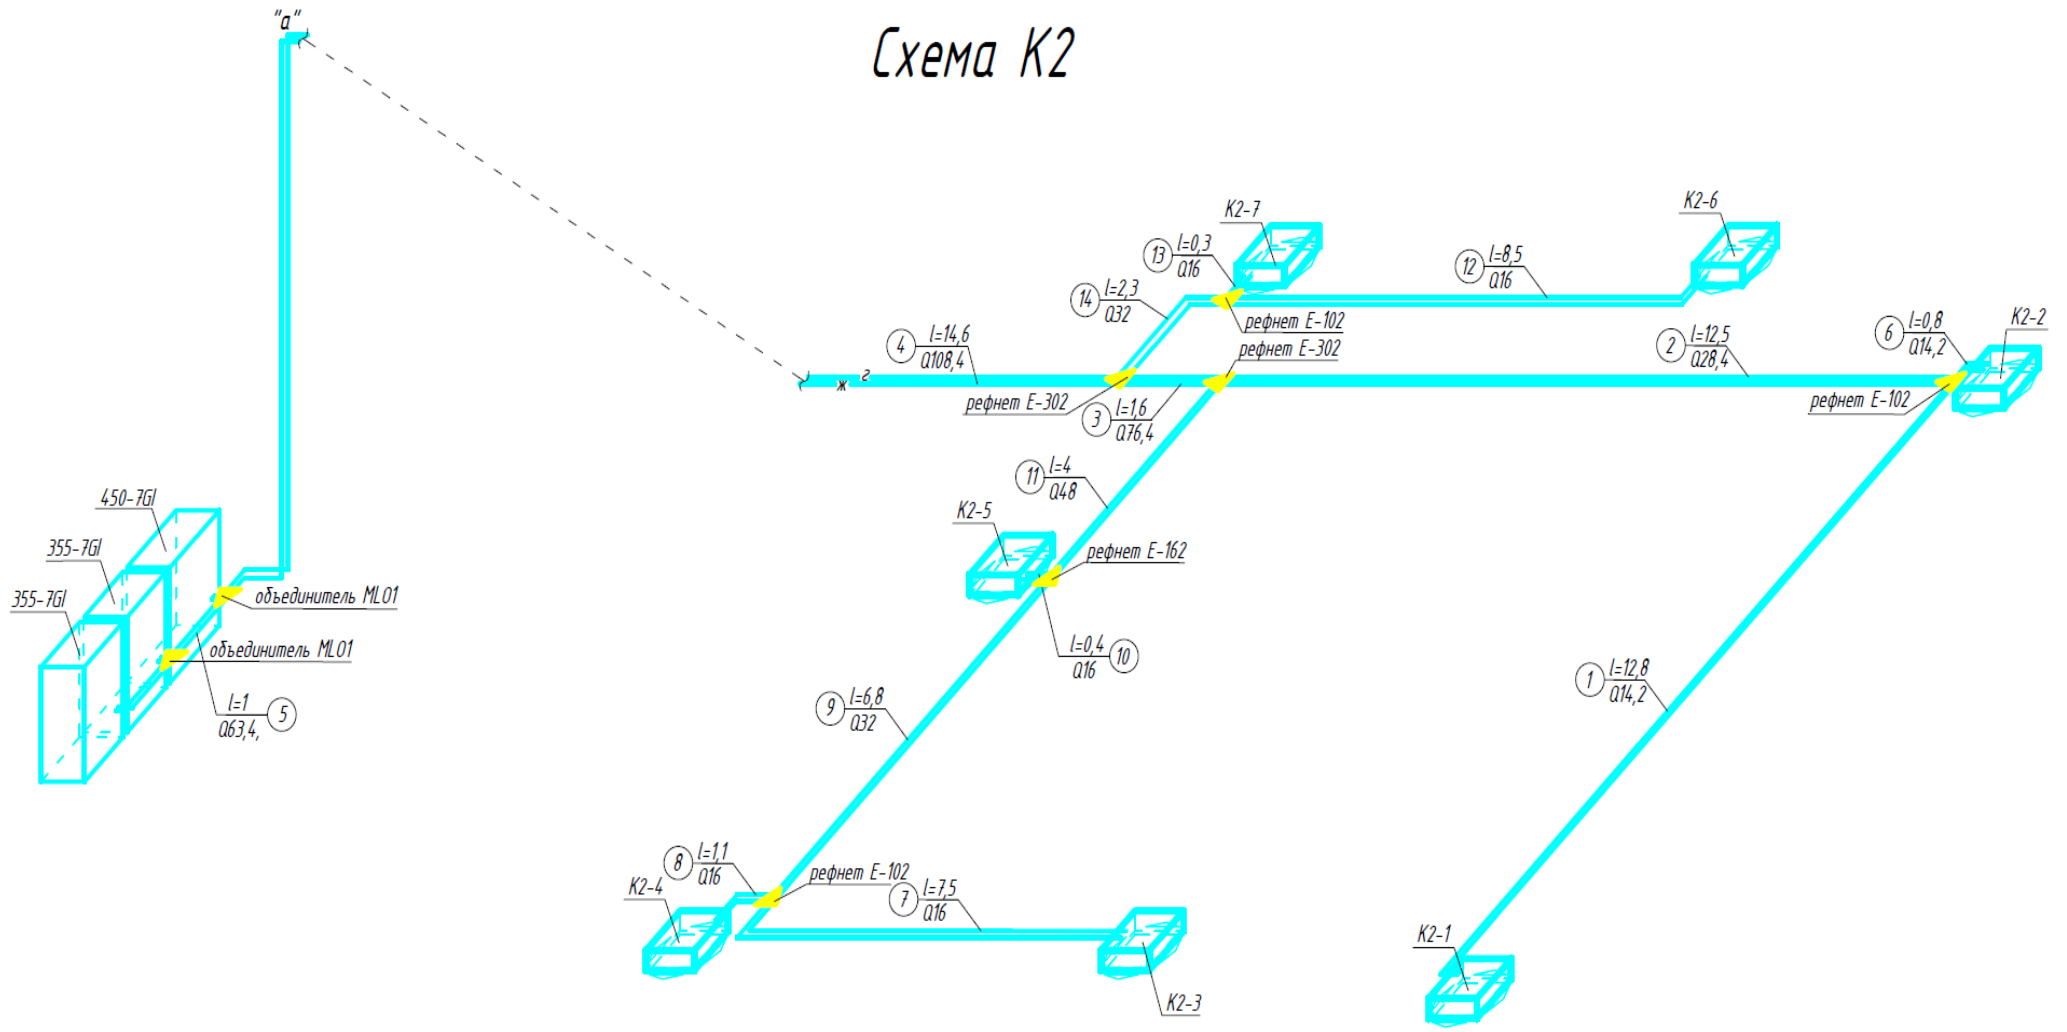 "а"
Схема К2
К2-7
К2-6
13
l=0,3
Q16
12
l=8,5
Q16
14
l=2,3
Q32
рефнет Е-102
К2-2
4
l=14,6
Q108,4
рефнет Е-302
2
l=12,5
Q28,4
6
l=0,8
Q14,2
ж
г
рефнет Е-302
3
l=1,6
Q76,4
рефнет Е-102
11
l=4
Q48
450-7Gl
К2-5
355-7Gl
рефнет Е-162
355-7Gl
объединитель ML01
объединитель ML01
l=0,4
Q16
10
l=1
Q63,4,
5
9
l=6,8
Q32
1
l=12,8
Q14,2
8
l=1,1
Q16
рефнет Е-102
К2-4
7
l=7,5
Q16
К2-1
К2-3